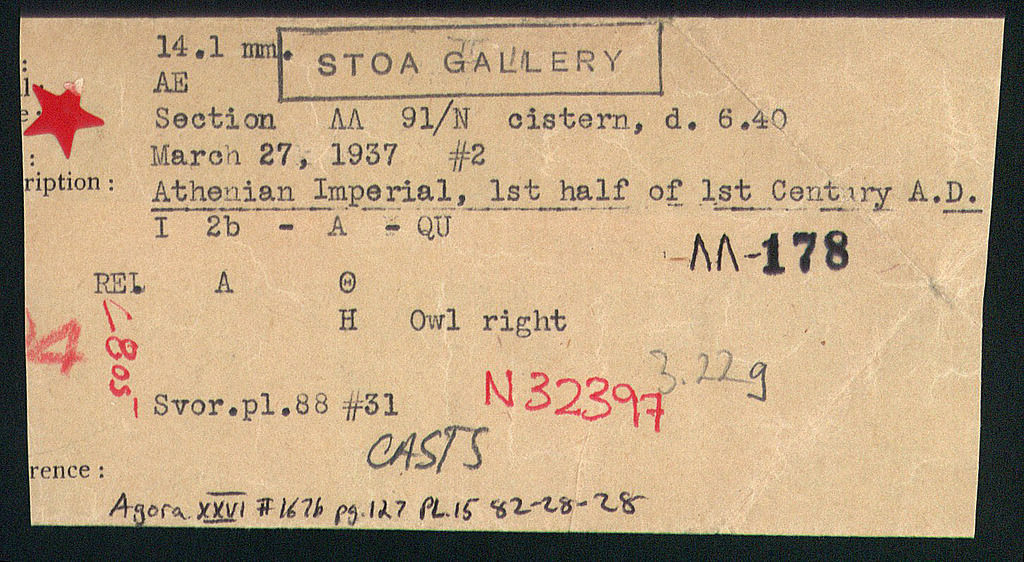 14.1 mm.
STOA GALLERY
AE
Section ΛΛ 91/N cistern, d. 6.40
March 27, 1937 #2
ription :
Athenian Imperial, 1st half of 1st Century A.D.
I 2b - A - QU
ΛΛ-178
REV A Θ
H Owl right
3.22g
N32397
Svor.pl.88 #31
CASTS
rence :
Agora XXVI #167b pg.127 PL.15 82-28-28